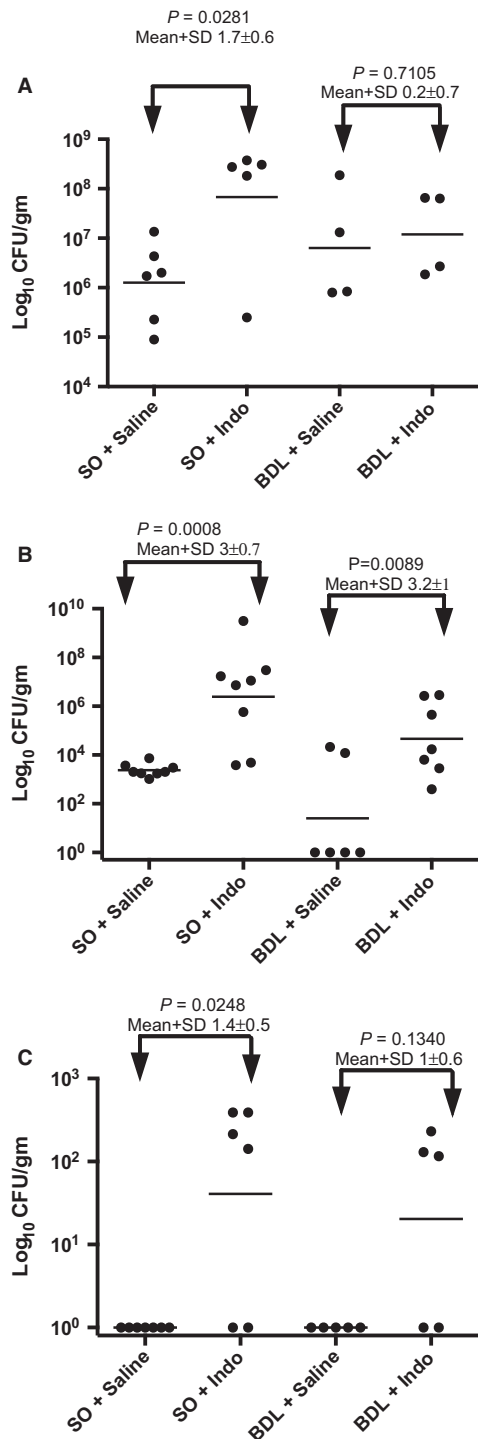 P = 0.0281
Mean+SD 1.7±0.6
A
P = 0.7105
Mean+SD 0.2±0.7
Log10 CFU/gm
10⁹
10⁸
10⁷
10⁶
10⁵
10⁴
SO + Saline
SO + Indo
BDL + Saline
BDL + Indo
B
P = 0.0008
Mean+SD 3±0.7
P=0.0089
Mean+SD 3.2±1
Log10 CFU/gm
10¹⁰
10⁸
10⁶
10⁴
10²
10⁰
SO + Saline
SO + Indo
BDL + Saline
BDL + Indo
C
P = 0.0248
Mean+SD 1.4±0.5
P = 0.1340
Mean+SD 1±0.6
Log10 CFU/gm
10³
10²
10¹
10⁰
SO + Saline
SO + Indo
BDL + Saline
BDL + Indo